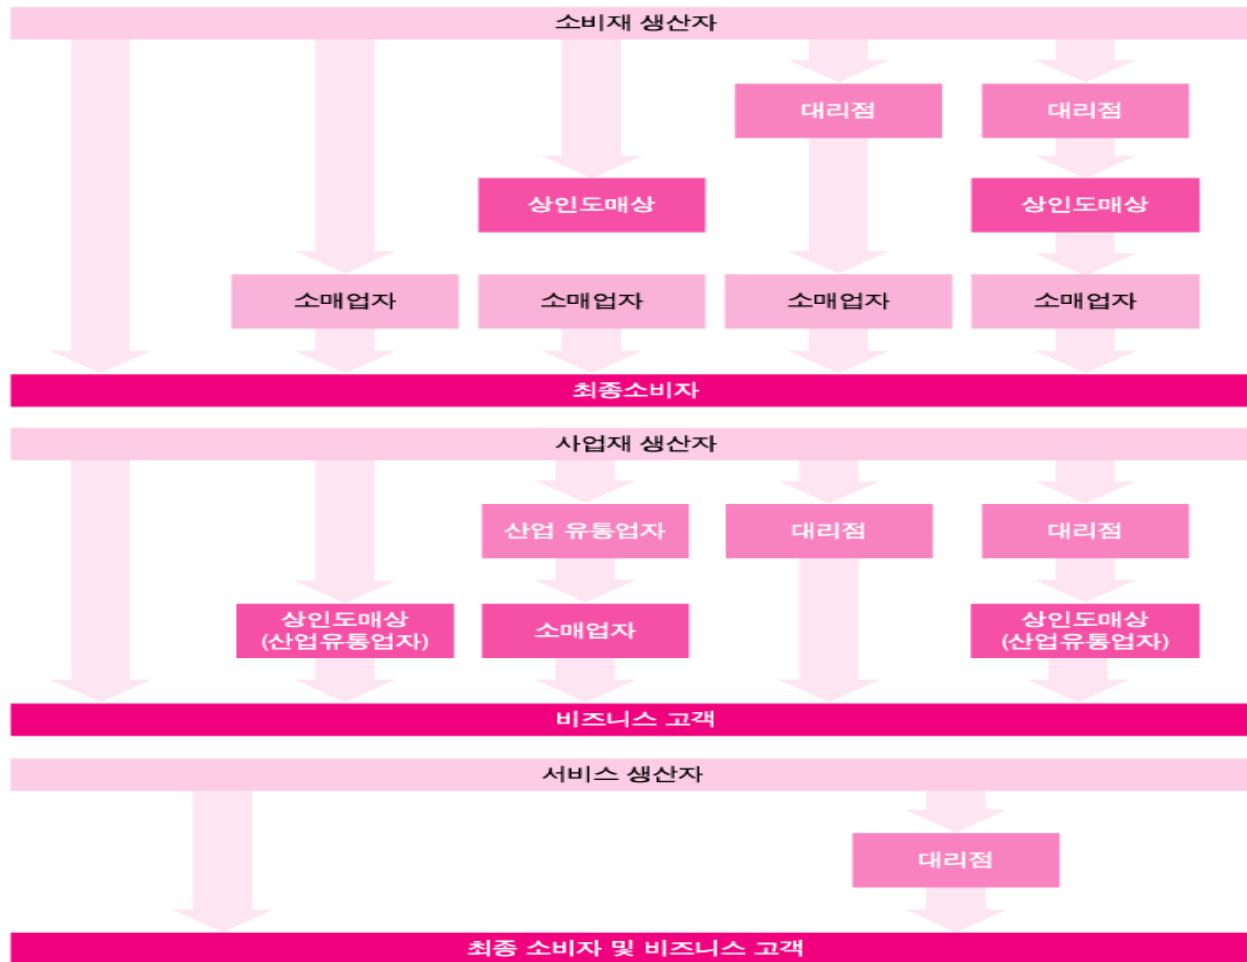 소비재 생산자
대리점
대리점
상인도매상
상인도매상
소매업자
소매업자
소매업자
소매업자
최종소비자
사업재 생산자
산업 유통업자
대리점
대리점
상인도매상
(산업유통업자)
소매업자
상인도매상
(산업유통업자)
비즈니스 고객
서비스 생산자
대리점
최종 소비자 및 비즈니스 고객